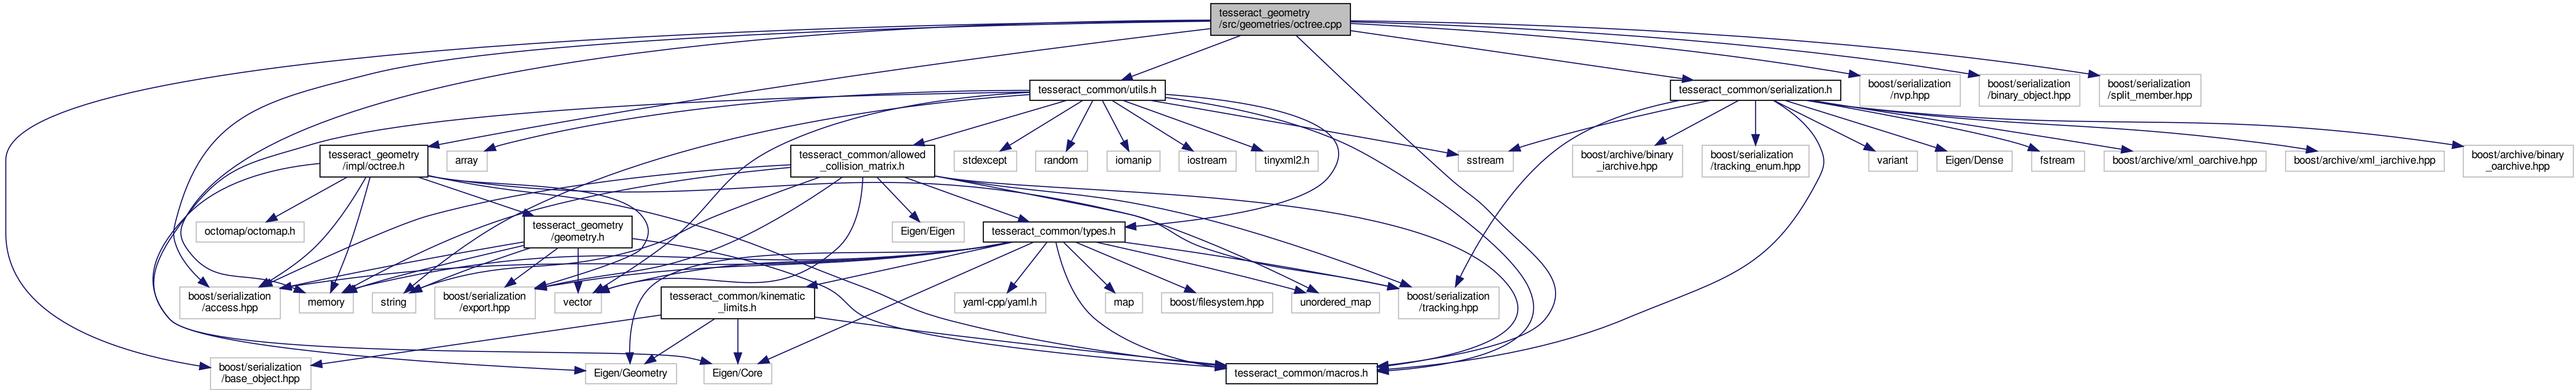 tesseract_geometry
/src/geometries/octree.cpp
tesseract_common/utils.h
tesseract_common/serialization.h
boost/serialization
/nvp.hpp
boost/serialization
/binary_object.hpp
boost/serialization
/split_member.hpp
tesseract_geometry
/impl/octree.h
array
tesseract_common/allowed
_collision_matrix.h
stdexcept
random
iomanip
iostream
tinyxml2.h
sstream
boost/archive/binary
_iarchive.hpp
boost/serialization
/tracking_enum.hpp
variant
Eigen/Dense
fstream
boost/archive/xml_oarchive.hpp
boost/archive/xml_iarchive.hpp
boost/archive/binary
_oarchive.hpp
octomap/octomap.h
tesseract_geometry
/geometry.h
Eigen/Eigen
tesseract_common/types.h
boost/serialization
/access.hpp
memory
string
boost/serialization
/export.hpp
vector
tesseract_common/kinematic
_limits.h
yaml-cpp/yaml.h
map
boost/filesystem.hpp
unordered_map
boost/serialization
/tracking.hpp
boost/serialization
/base_object.hpp
Eigen/Geometry
Eigen/Core
tesseract_common/macros.h